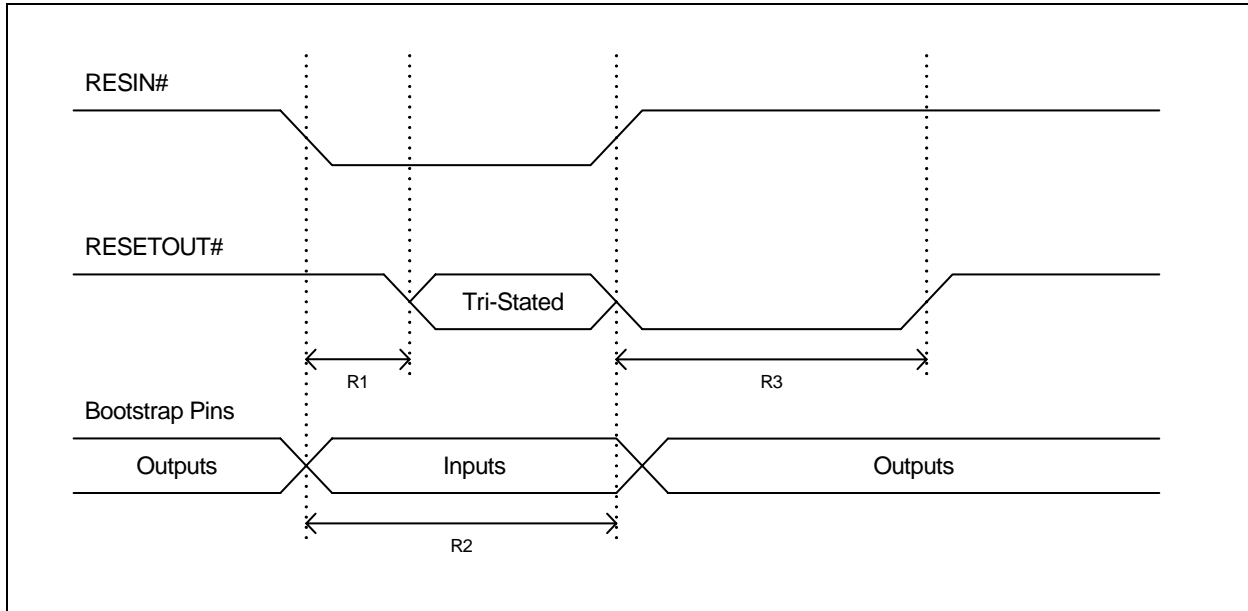 RESIN#
RESETOUT#
Tri-Stated
R1
R3
Bootstrap Pins
Outputs
Inputs
Outputs
R2